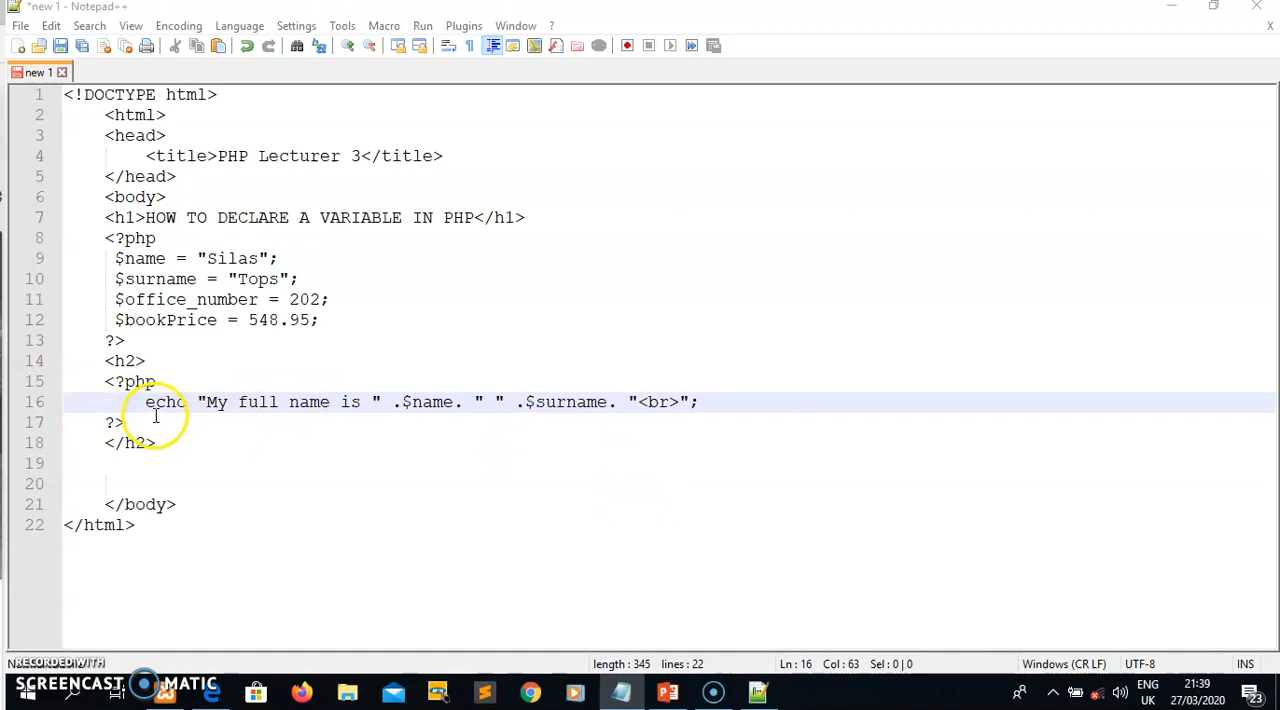 *new 1 - Notepad++
File Edit Search View Encoding Language Settings Tools Macro Run Plugins Window ? X
new 1
1 <!DOCTYPE html>
2 <html>
3 <head>
4 <title>PHP Lecturer 3</title>
5 </head>
6 <body>
7 <h1>HOW TO DECLARE A VARIABLE IN PHP</h1>
8 <?php
9 $name = "Silas";
10 $surname = "Tops";
11 $office_number = 202;
12 $bookPrice = 548.95;
13 ?>
14 <h2>
15 <?php
16 echo "My full name is " .$name. " " .$surname. "<br>";
17 ?>
18 </h2>
19
20
21 </body>
22 </html>
length : 345 lines : 22 Ln : 16 Col : 63 Sel : 0 | 0 Windows (CR LF) UTF-8 INS
RECORDED WITH
SCREENCAST MATIC
ENG 21:39
UK 27/03/2020 23